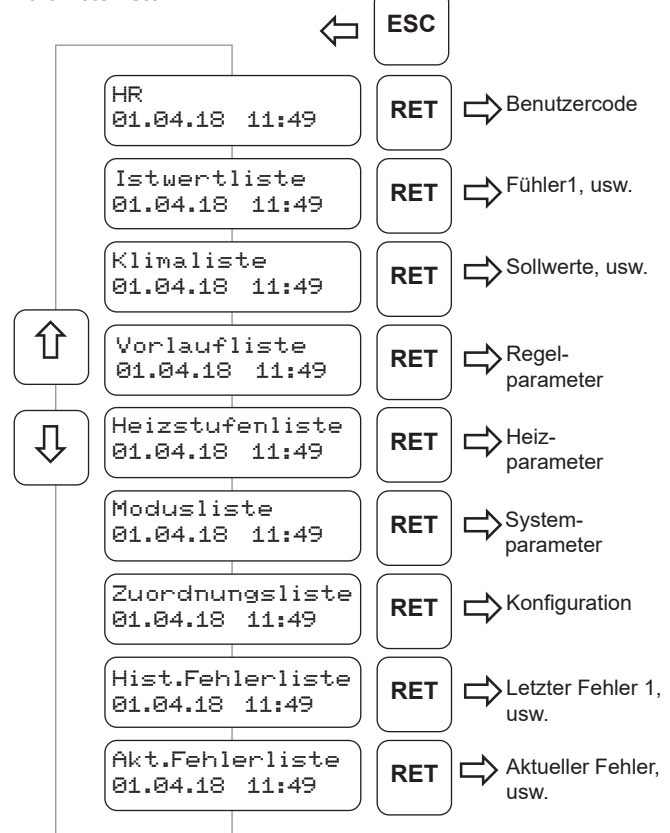 ESC
HR
01.04.18 11:49
RET
Benutzercode
Istwertliste
01.04.18 11:49
RET
Fühler1, usw.
Klimaliste
01.04.18 11:49
RET
Sollwerte, usw.
Vorlaufliste
01.04.18 11:49
RET
Regel-
parameter
Heizstufenliste
01.04.18 11:49
RET
Heiz-
parameter
Modusliste
01.04.18 11:49
RET
System-
parameter
Zuordnungsliste
01.04.18 11:49
RET
Konfiguration
Hist.Fehlerliste
01.04.18 11:49
RET
Letzter Fehler 1,
usw.
Akt.Fehlerliste
01.04.18 11:49
RET
Aktueller Fehler,
usw.